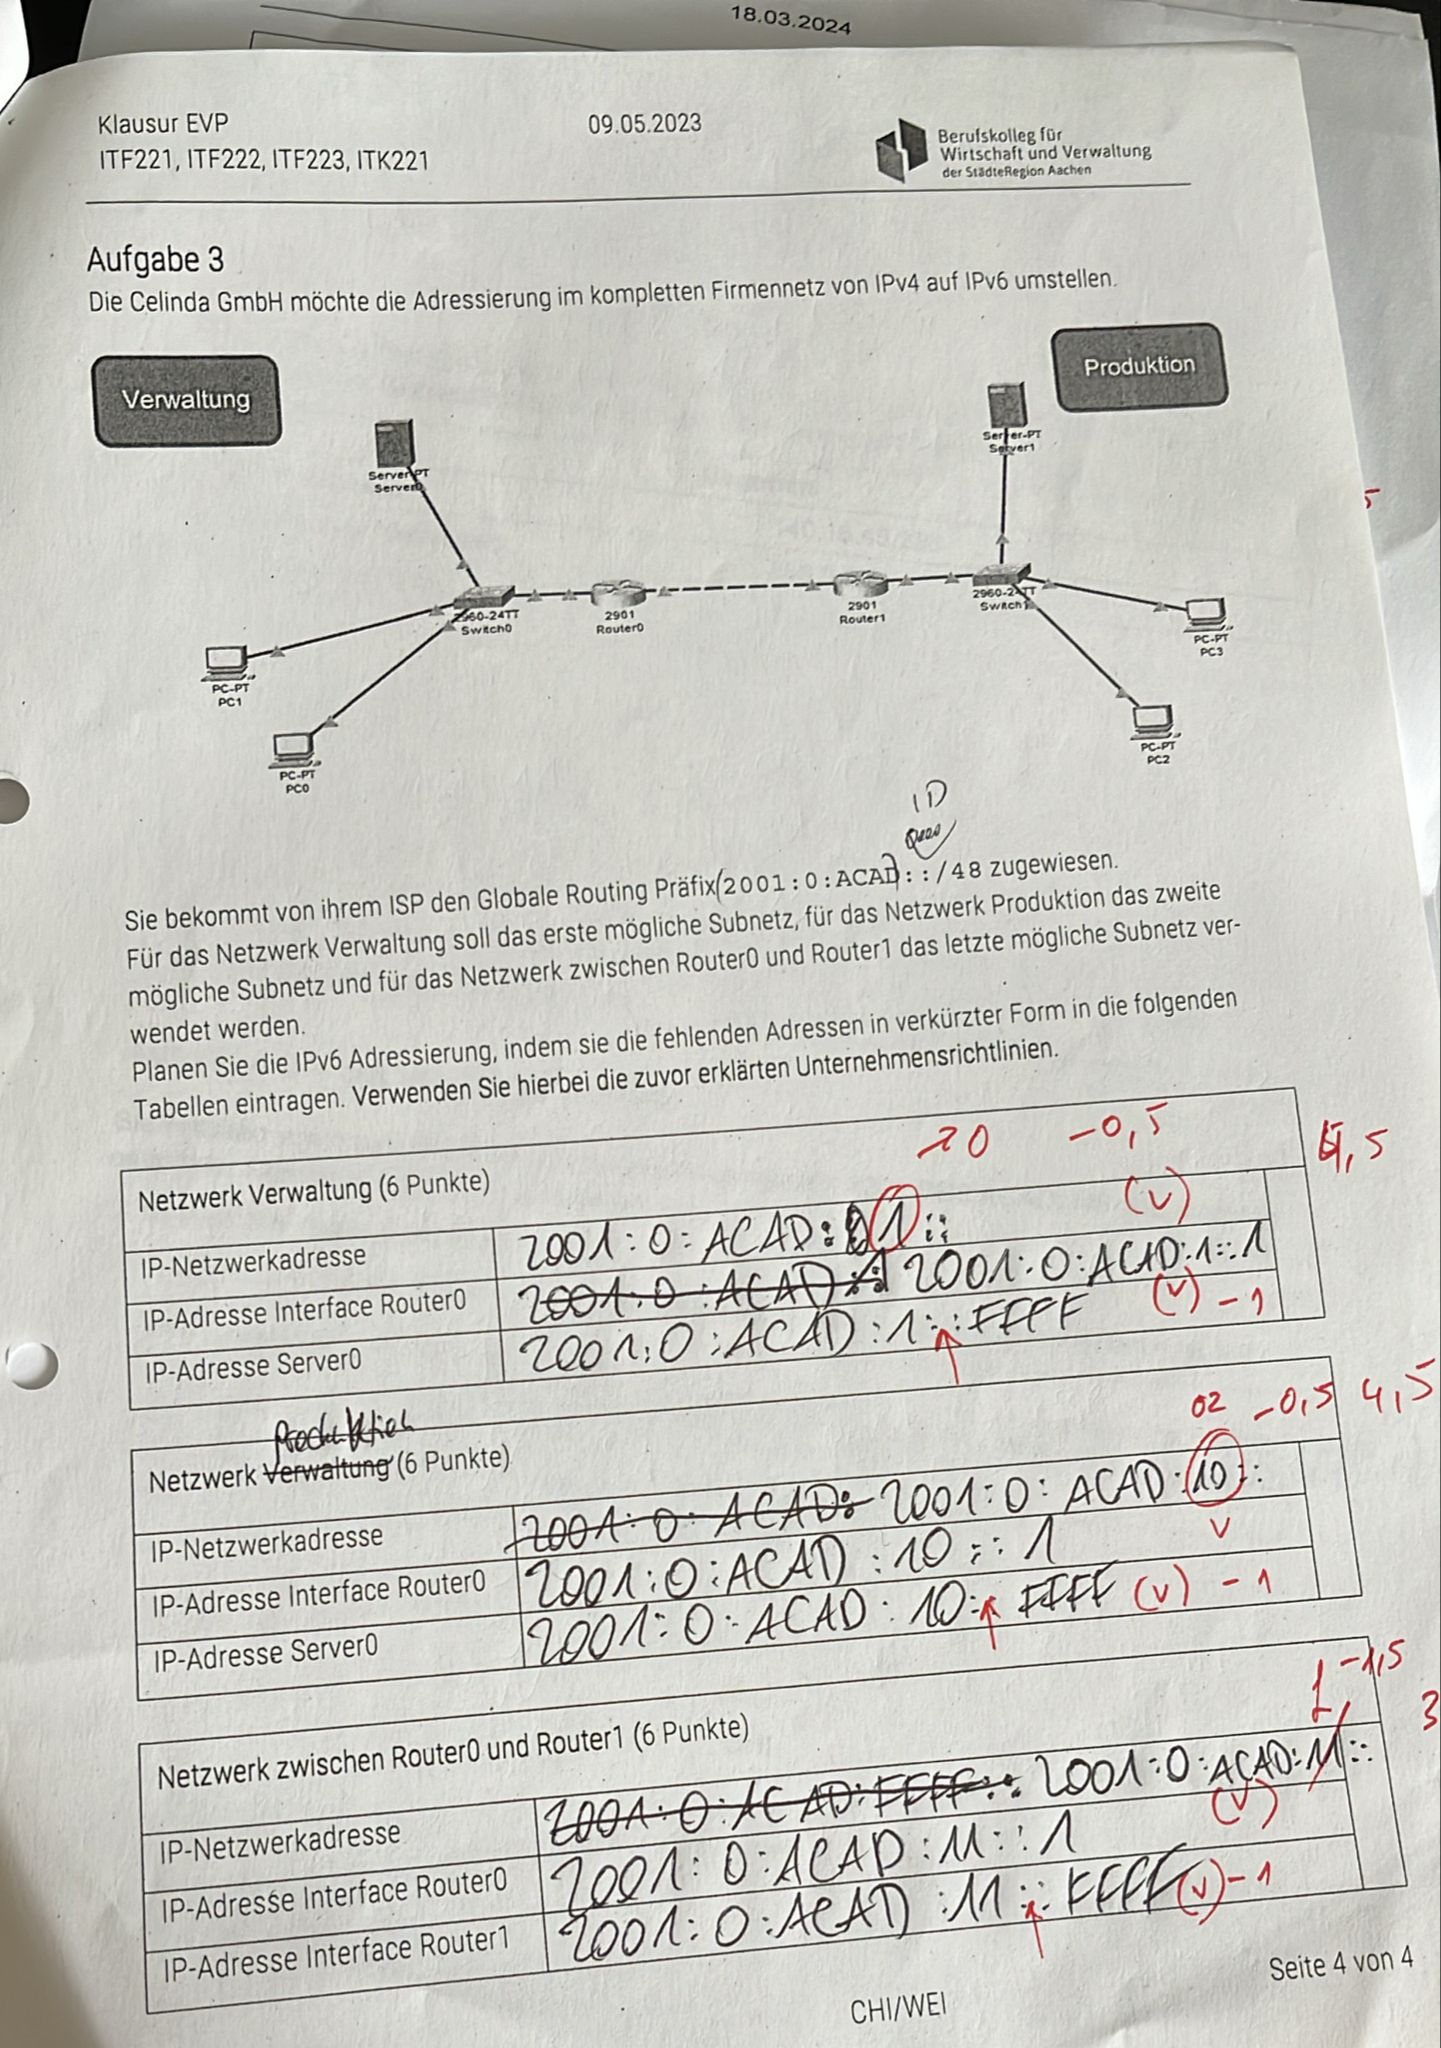 18.03.2024
Klausur EVP
09.05.2023
ITF221, ITF222, ITF223, ITK221
Berufskolleg für
Wirtschaft und Verwaltung
der StädteRegion Aachen
Aufgabe 3
Die Celinda GmbH möchte die Adressierung im kompletten Firmennetz von IPv4 auf IPv6 umstellen.
Verwaltung
Produktion
Server-PT
Server0
Server-PT
Server1
2960-24TT
Switch0
2901
Router0
2901
Router1
2960-24TT
Switch1
PC-PT
PC1
PC-PT
PC3
PC-PT
PC0
PC-PT
PC2
ID
Sie bekommt von ihrem ISP den Globale Routing Präfix(2001:0:ACAD)::/48 zugewiesen.
Für das Netzwerk Verwaltung soll das erste mögliche Subnetz, für das Netzwerk Produktion das zweite
mögliche Subnetz und für das Netzwerk zwischen Router0 und Router1 das letzte mögliche Subnetz ver-
wendet werden.
Planen Sie die IPv6 Adressierung, indem sie die fehlenden Adressen in verkürzter Form in die folgenden
Tabellen eintragen. Verwenden Sie hierbei die zuvor erklärten Unternehmensrichtlinien.
-0,5
4,5
Netzwerk Verwaltung (6 Punkte)
IP-Netzwerkadresse 2001:0:ACAD:1:: (v)
IP-Adresse Interface Router0 2001:0:ACAD 2001:0:ACAD:1::1
IP-Adresse Server0 2001:0:ACAD:1::FFFF (v) -1
Produktion
02 -0,5 4,5
Netzwerk Verwaltung (6 Punkte)
IP-Netzwerkadresse 2001:0:ACAD: 2001:0:ACAD:10::
IP-Adresse Interface Router0 2001:0:ACAD:10::1 v
IP-Adresse Server0 2001:0:ACAD:10: FFFF (v) -1
-1,5
3
Netzwerk zwischen Router0 und Router1 (6 Punkte)
IP-Netzwerkadresse 2001:0:ACAD:FFFF:: 2001:0:ACAD:11::
(v)
IP-Adresse Interface Router0 2001:0:ACAD:11::1
IP-Adresse Interface Router1 2001:0:ACAD:11::FFFF (v) -1
Seite 4 von 4
CHI/WEI